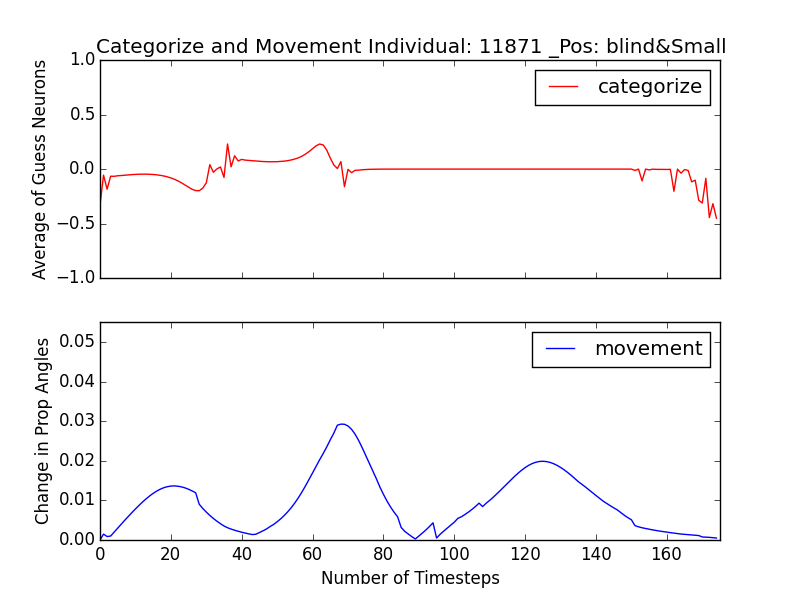 Categorize and Movement Individual: 11871 _Pos: blind&Small
1.0
0.5
0.0
−0.5
−1.0
Average of Guess Neurons
categorize
0.05
0.04
0.03
0.02
0.01
0.00
Change in Prop Angles
movement
0 20 40 60 80 100 120 140 160
Number of Timesteps